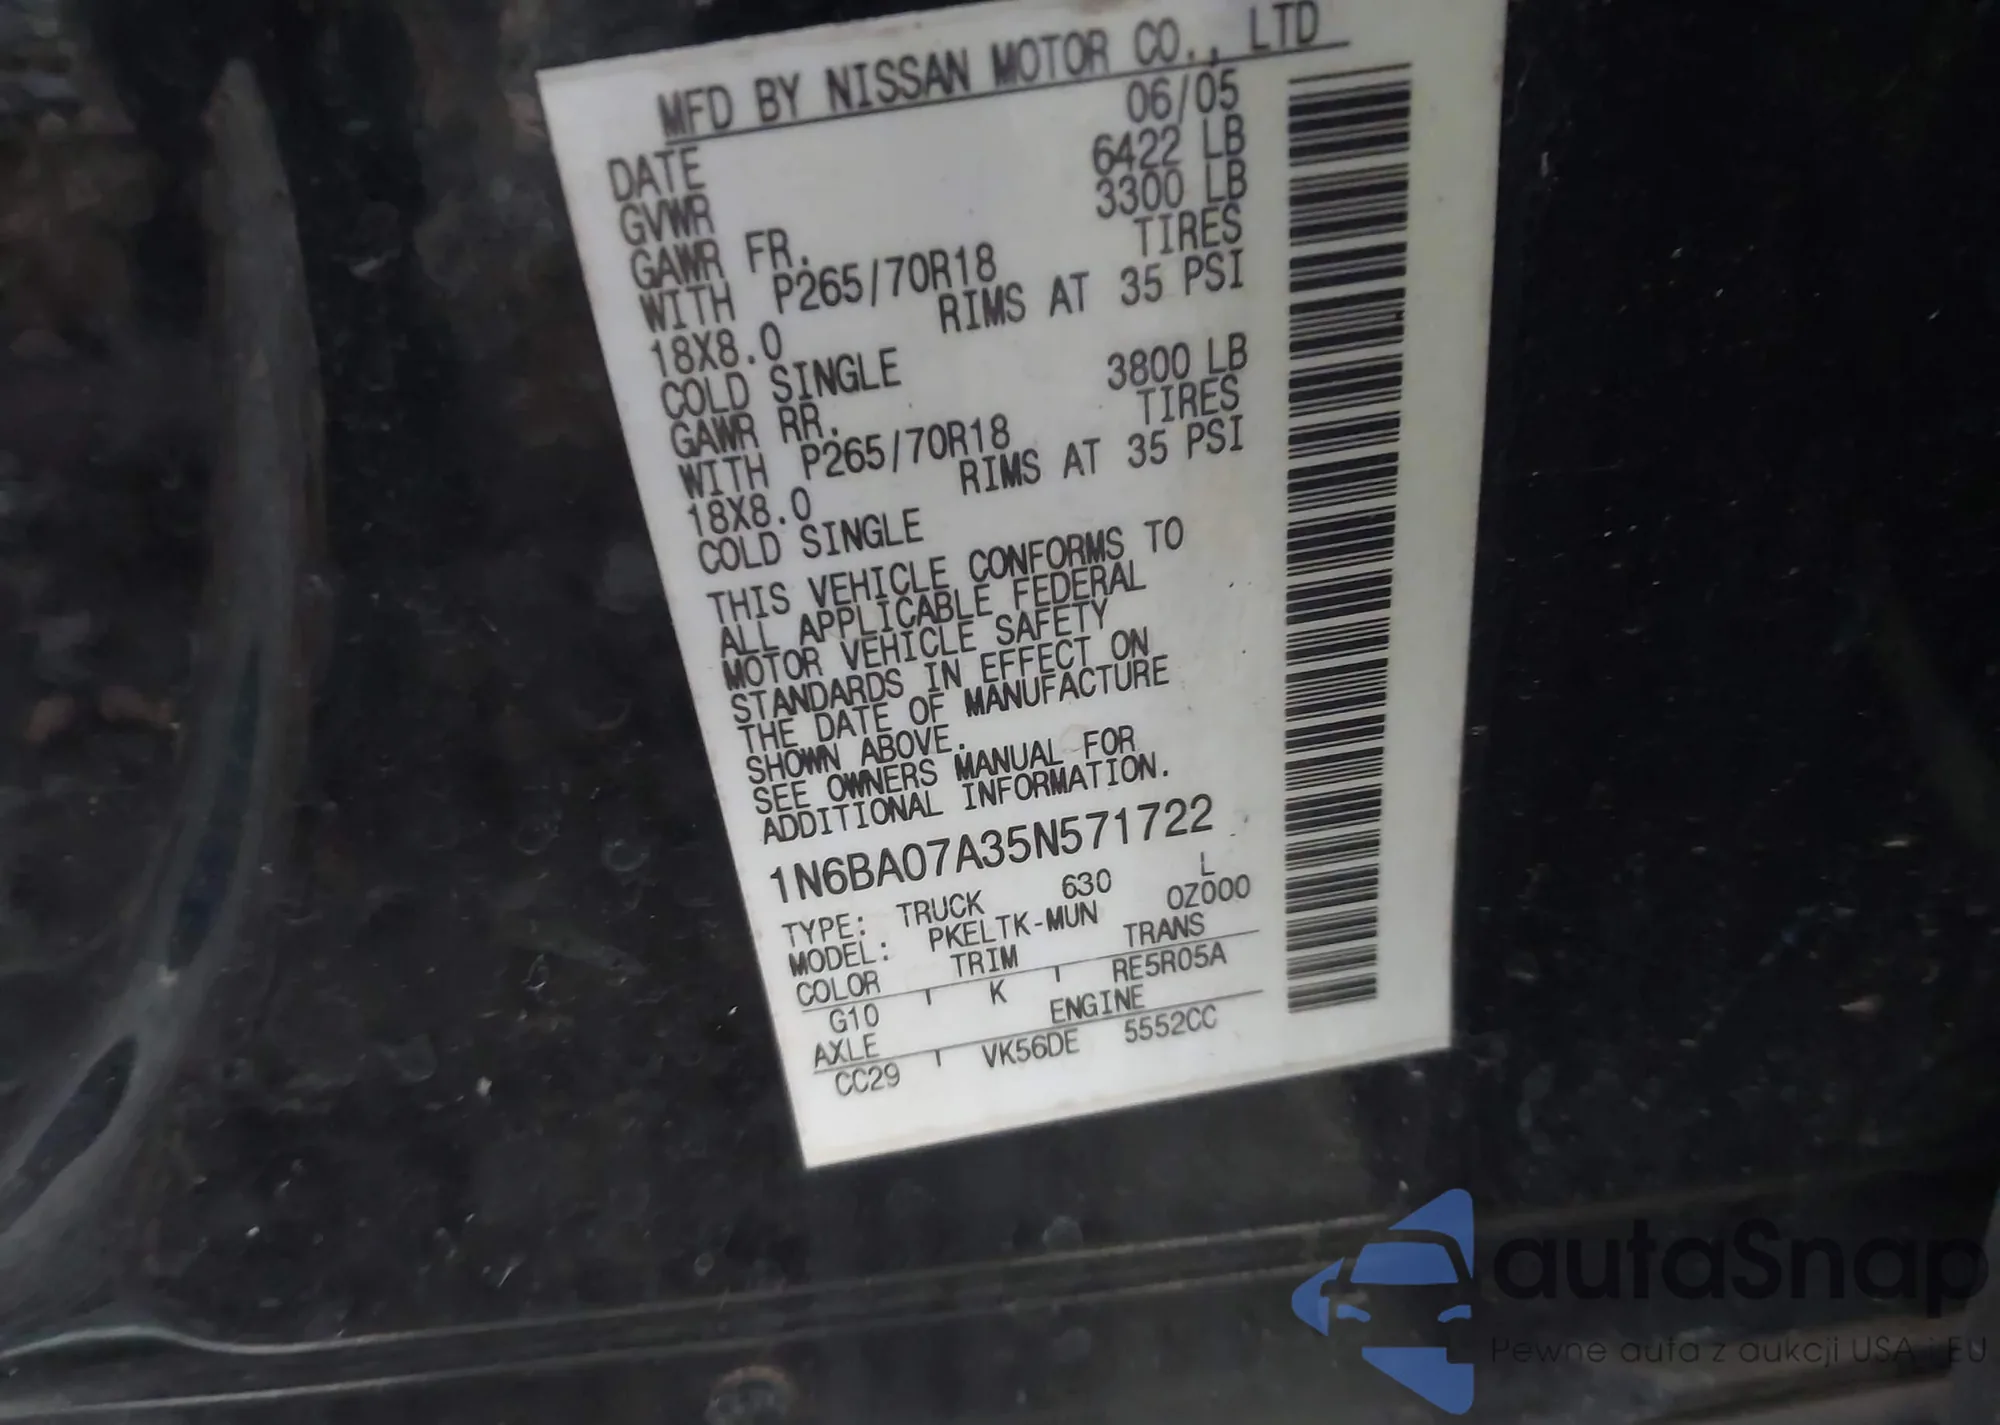 MFD BY NISSAN MOTOR CO., LTD
DATE 06/05
GVWR 6422 LB
GAWR FR. 3300 LB
WITH P265/70R18 TIRES
18X8.0 RIMS AT 35 PSI
COLD SINGLE
GAWR RR. 3800 LB
WITH P265/70R18 TIRES
18X8.0 RIMS AT 35 PSI
COLD SINGLE
THIS VEHICLE CONFORMS TO
ALL APPLICABLE FEDERAL
MOTOR VEHICLE SAFETY
STANDARDS IN EFFECT ON
THE DATE OF MANUFACTURE
SHOWN ABOVE.
SEE OWNERS MANUAL FOR
ADDITIONAL INFORMATION.
1N6BA07A35N571722
TYPE: TRUCK 630 L
MODEL: PKELTK-MUN 0Z000
COLOR TRIM TRANS
G10 K RE5R05A
AXLE ENGINE
CC29 VK56DE 5552CC
autaSnap
Pewne auta z aukcji USA i EU